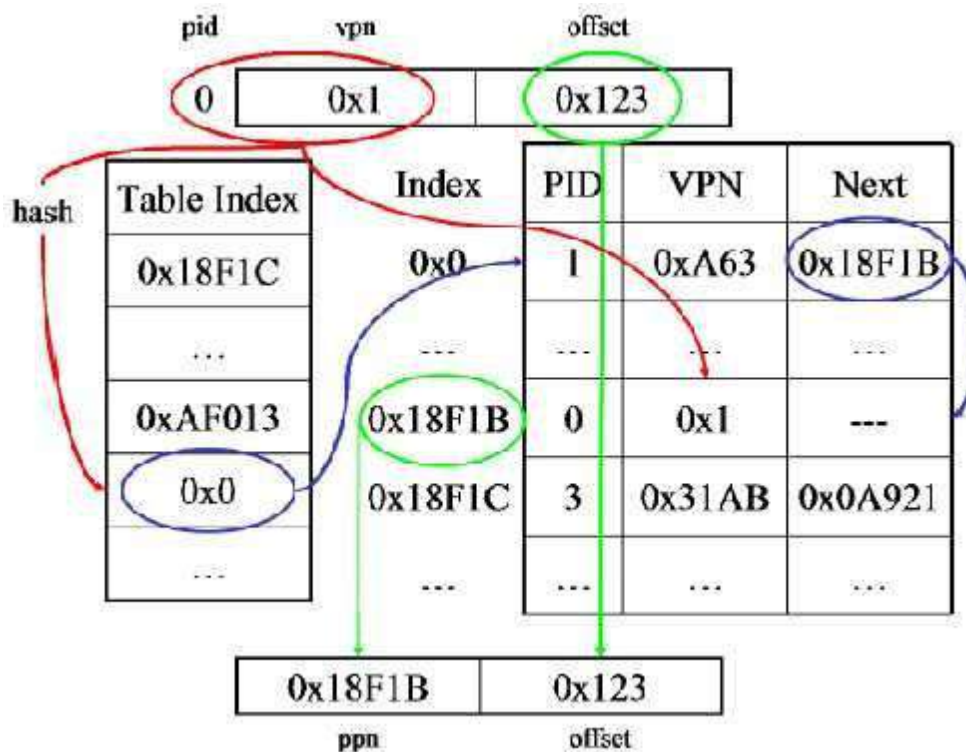 pid vpn offset
0 0x1 0x123
hash
Table Index
0x18F1C
...
0xAF013
0x0
...
Index PID VPN Next
0x0 1 0xA63 0x18F1B
--- --- ... ...
0x18F1B 0 0x1 ---
0x18F1C 3 0x31AB 0x0A921
--- --- ... ...
0x18F1B 0x123
ppn offset